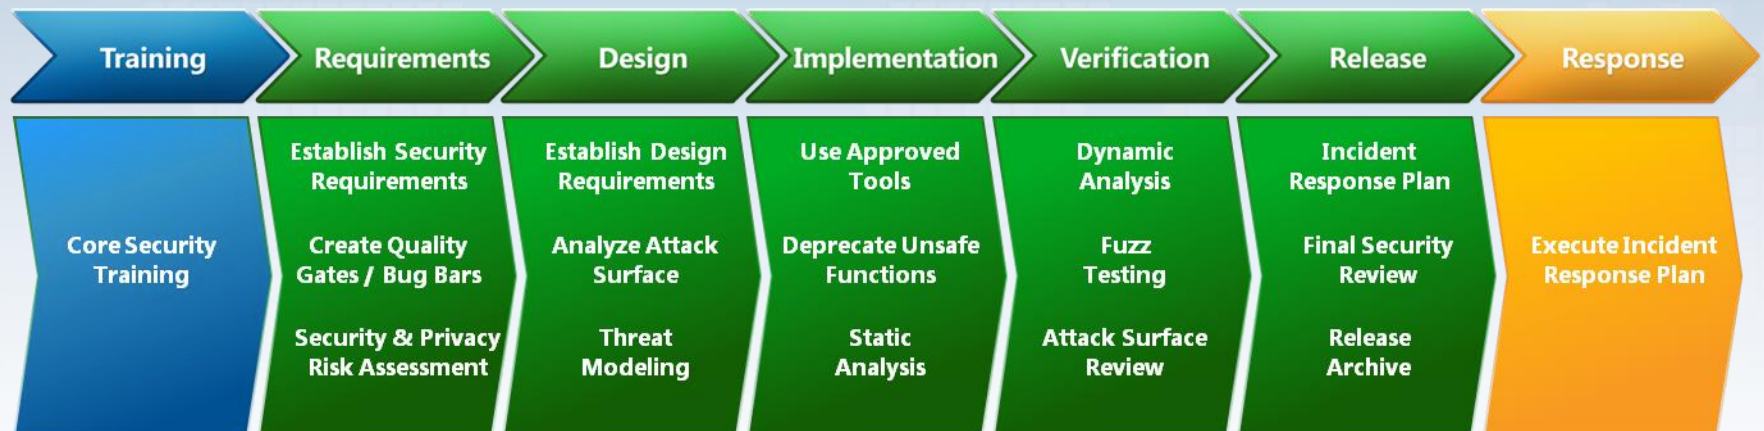 Training
Requirements
Design
Implementation
Verification
Release
Response
Core Security
Training
Establish Security
Requirements
Create Quality
Gates / Bug Bars
Security & Privacy
Risk Assessment
Establish Design
Requirements
Analyze Attack
Surface
Threat
Modeling
Use Approved
Tools
Deprecate Unsafe
Functions
Static
Analysis
Dynamic
Analysis
Fuzz
Testing
Attack Surface
Review
Incident
Response Plan
Final Security
Review
Release
Archive
Execute Incident
Response Plan